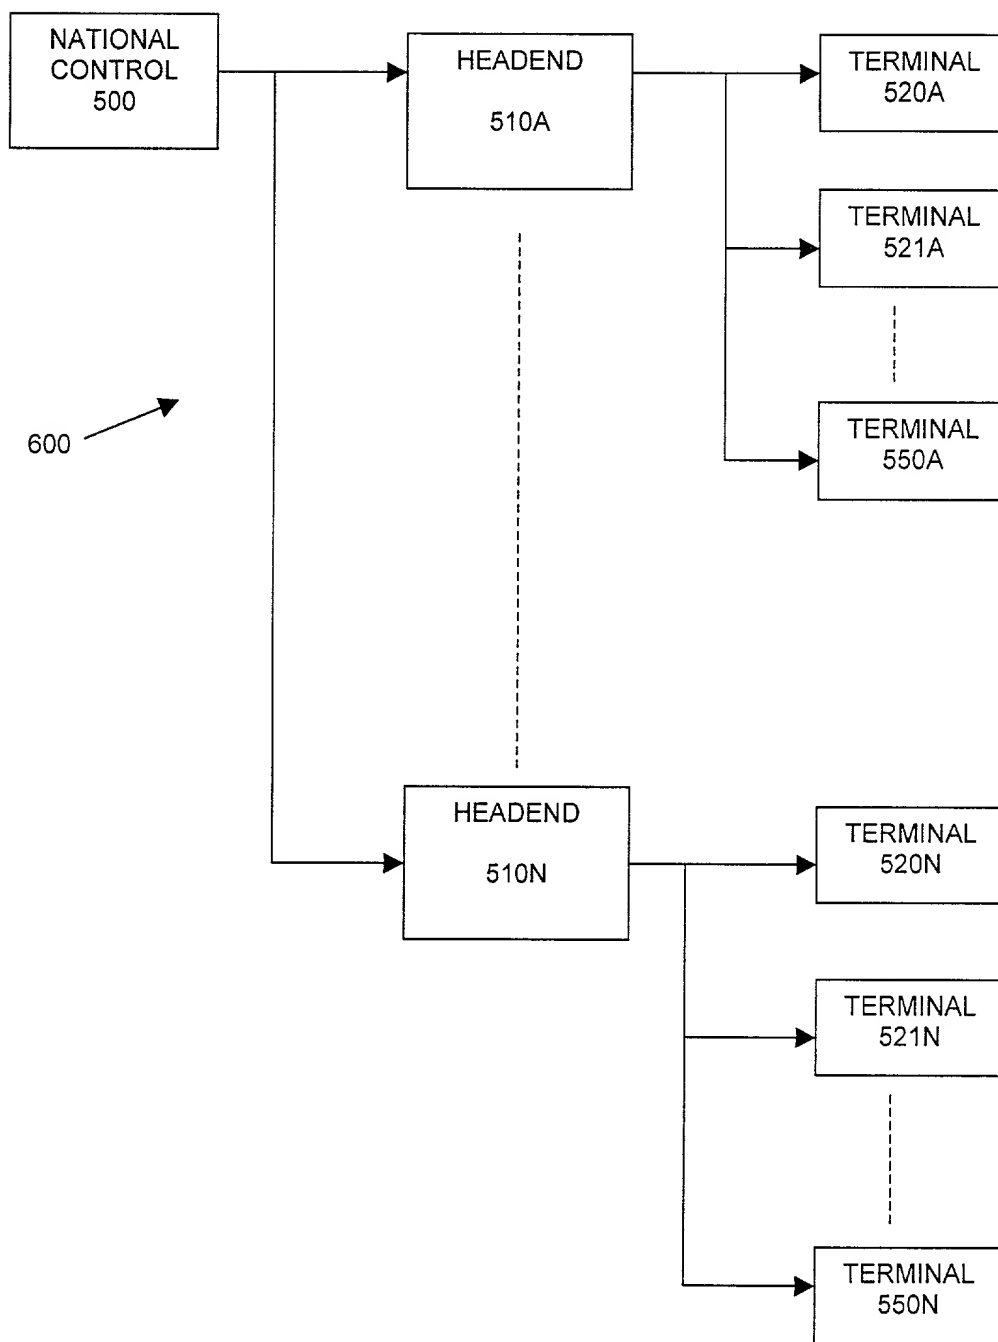 NATIONAL
CONTROL
500
HEADEND
510A
TERMINAL
520A
TERMINAL
521A
TERMINAL
550A
600
HEADEND
510N
TERMINAL
520N
TERMINAL
521N
TERMINAL
550N